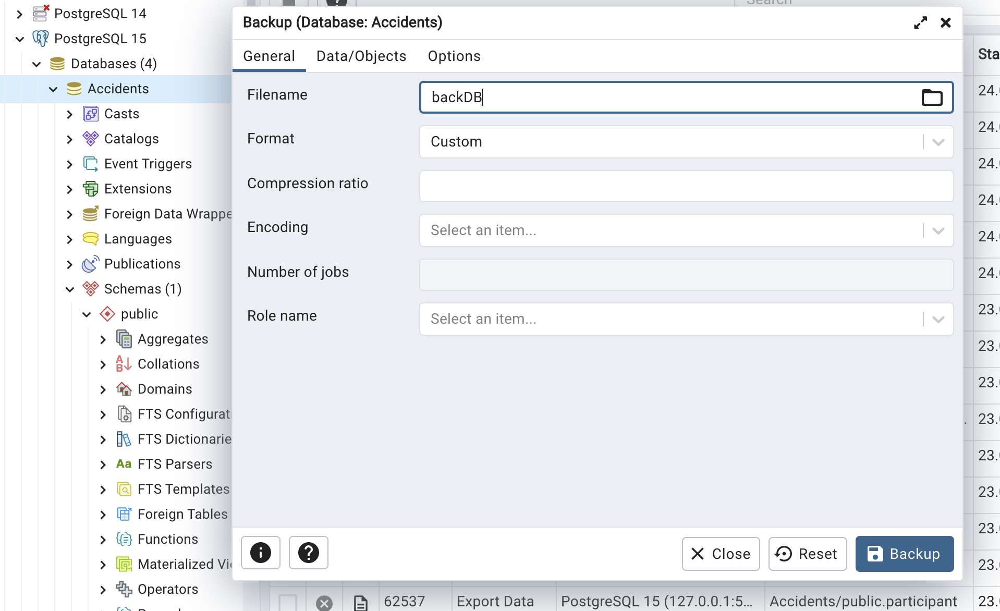 PostgreSQL 14
PostgreSQL 15
Databases (4)
Accidents
Casts
Catalogs
Event Triggers
Extensions
Foreign Data Wrappe
Languages
Publications
Schemas (1)
public
Aggregates
Collations
Domains
FTS Configurati
FTS Dictionarie
Aa FTS Parsers
FTS Templates
Foreign Tables
Functions
Materialized Vi
Operators
Search
Backup (Database: Accidents)
General Data/Objects Options
Filename backDB
Format Custom
Compression ratio
Encoding Select an item...
Number of jobs
Role name Select an item...
Close Reset Backup
Sta
24.
24.
24.
24.
24.
24.
23.
23.
23.
23.
23.
23.
23.
23.
62537 Export Data PostgreSQL 15 (127.0.0.1:5... Accidents/public.participant 23.